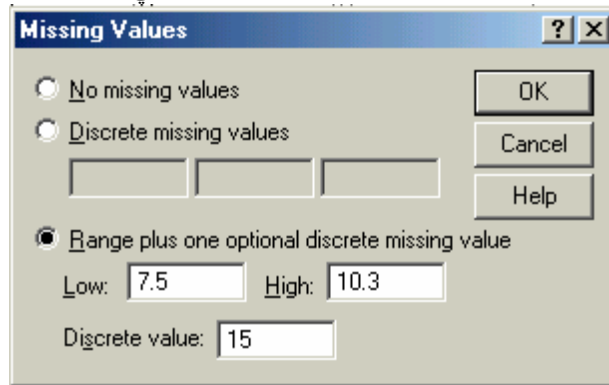 Missing Values
No missing values
OK
Discrete missing values
Cancel
Help
Range plus one optional discrete missing value
Low: 7.5 High: 10.3
Discrete value: 15